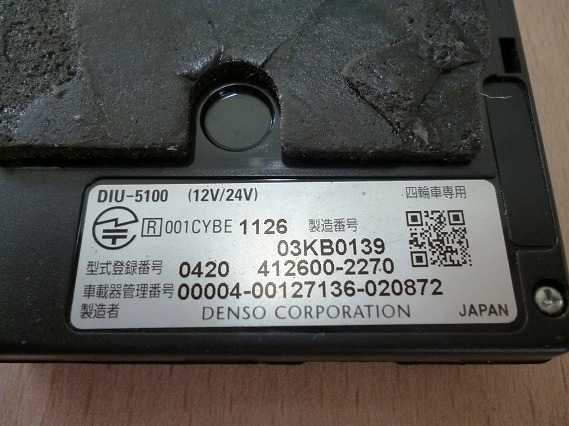 DIU-5100 (12V/24V) 四輪車専用
R 001CYBE 1126 製造番号
03KB0139
型式登録番号 0420 412600-2270
車載器管理番号 00004-00127136-020872
製造者 DENSO CORPORATION JAPAN